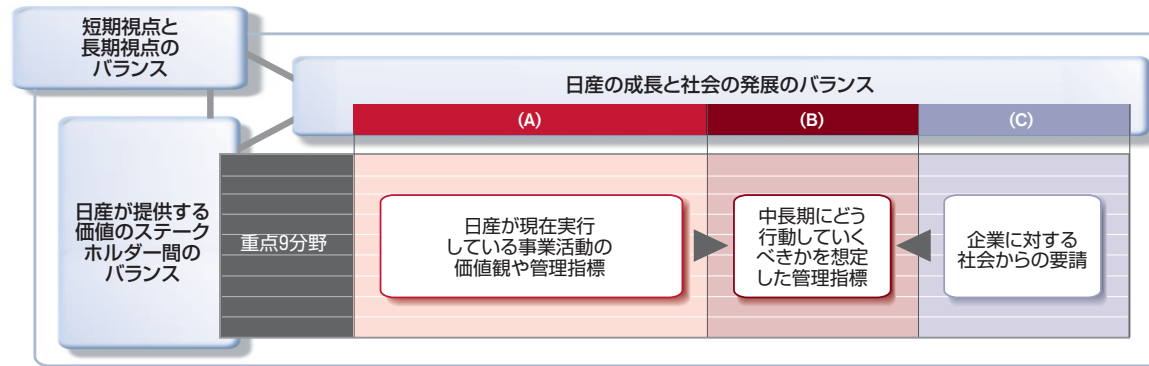 短期視点と
長期視点の
バランス
日産の成長と社会の発展のバランス
(A)
(B)
(C)
日産が提供する
価値のステーク
ホルダー間の
バランス
重点9分野
日産が現在実行
している事業活動の
価値観や管理指標
中長期にどう
行動していく
べきかを想定
した管理指標
企業に対する
社会からの要請